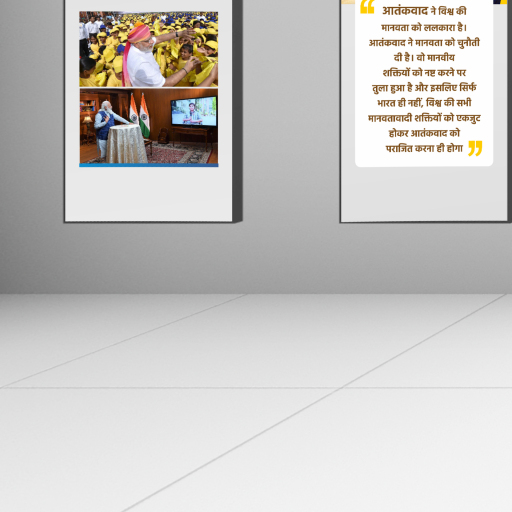 आतंकवाद ने विश्व की
मानवता को ललकारा है।
आतंकवाद ने मानवता को चुनौती
दी है। वो मानवीय
शक्तियों को नष्ट करने पर
तुला हुआ है और इसलिए सिर्फ
भारत ही नहीं, विश्व की सभी
मानवतावादी शक्तियों को एकजुट
होकर आतंकवाद को
पराजित करना ही होगा